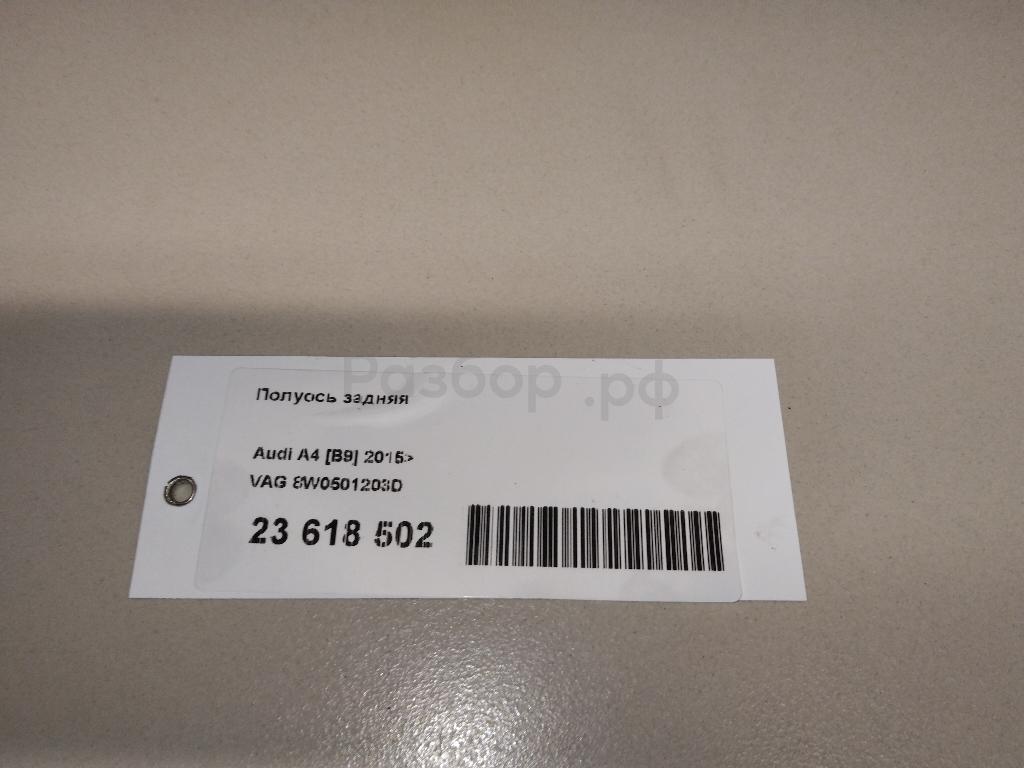 Разбор.рф
Полуось задняя
Audi A4 [B9] 2015>
VAG 8W0501203D
23 618 502